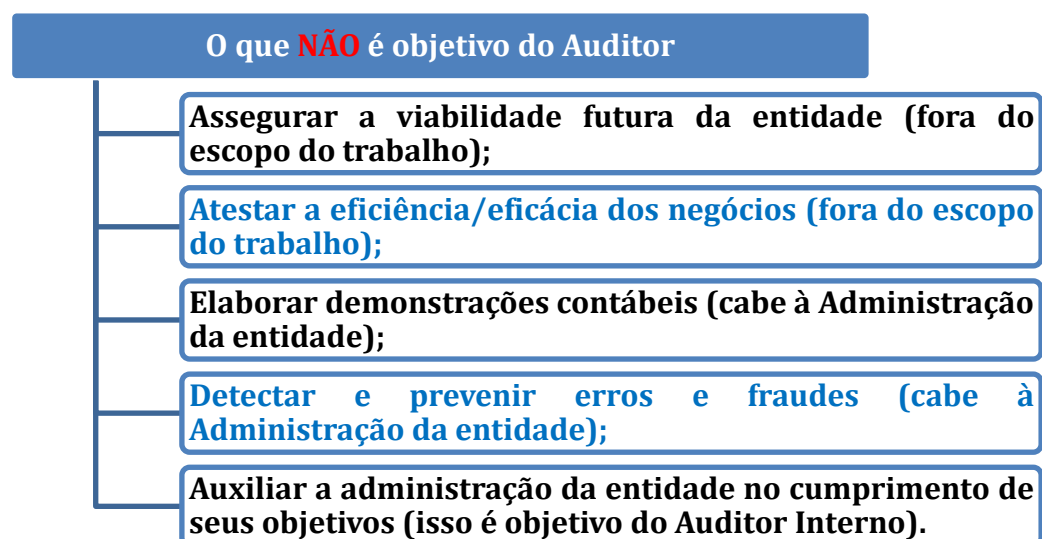 O que NÃO é objetivo do Auditor
Assegurar a viabilidade futura da entidade (fora do
escopo do trabalho);
Atestar a eficiência/eficácia dos negócios (fora do escopo
do trabalho);
Elaborar demonstrações contábeis (cabe à Administração
da entidade);
Detectar e prevenir erros e fraudes (cabe à
Administração da entidade);
Auxiliar a administração da entidade no cumprimento de
seus objetivos (isso é objetivo do Auditor Interno).